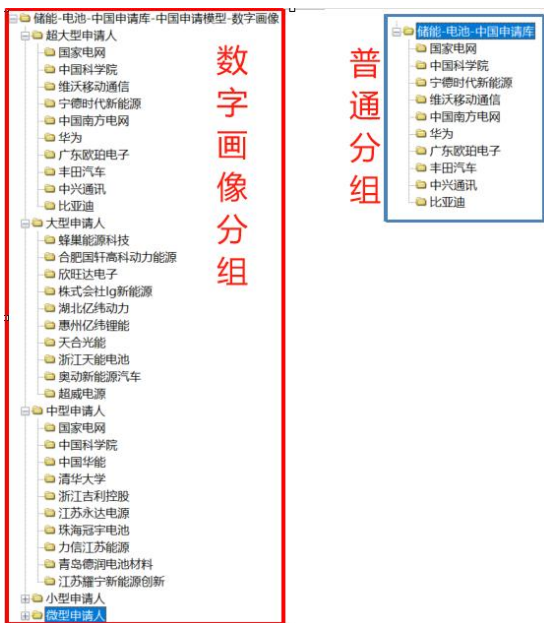 储能-电池-中国申请库-中国申请模型-数字画像
超大型申请人
国家电网
中国科学院
维沃移动通信
宁德时代新能源
中国南方电网
华为
广东欧珀电子
丰田汽车
中兴通讯
比亚迪
大型申请人
蜂巢能源科技
合肥国轩高科动力能源
欣旺达电子
株式会社lg新能源
湖北亿纬动力
惠州亿纬锂能
天合光能
浙江天能电池
奥动新能源汽车
超威电源
中型申请人
国家电网
中国科学院
中国华能
清华大学
浙江吉利控股
江苏永达电源
珠海冠宇电池
力信江苏能源
青岛德润电池材料
江苏耀宁新能源创新
小型申请人
微型申请人
数字画像分组
普通分组
储能-电池-中国申请库
国家电网
中国科学院
宁德时代新能源
维沃移动通信
中国南方电网
华为
广东欧珀电子
丰田汽车
中兴通讯
比亚迪